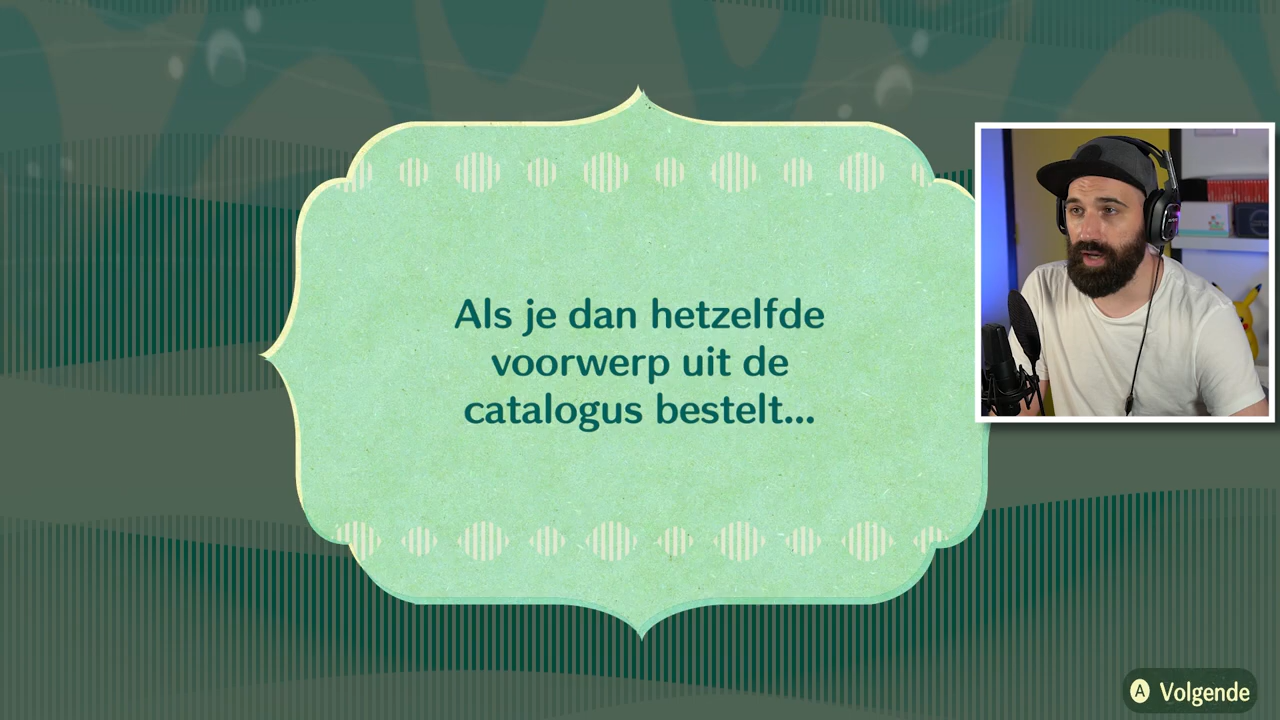 Als je dan hetzelfde
voorwerp uit de
catalogus bestelt...
A Volgende